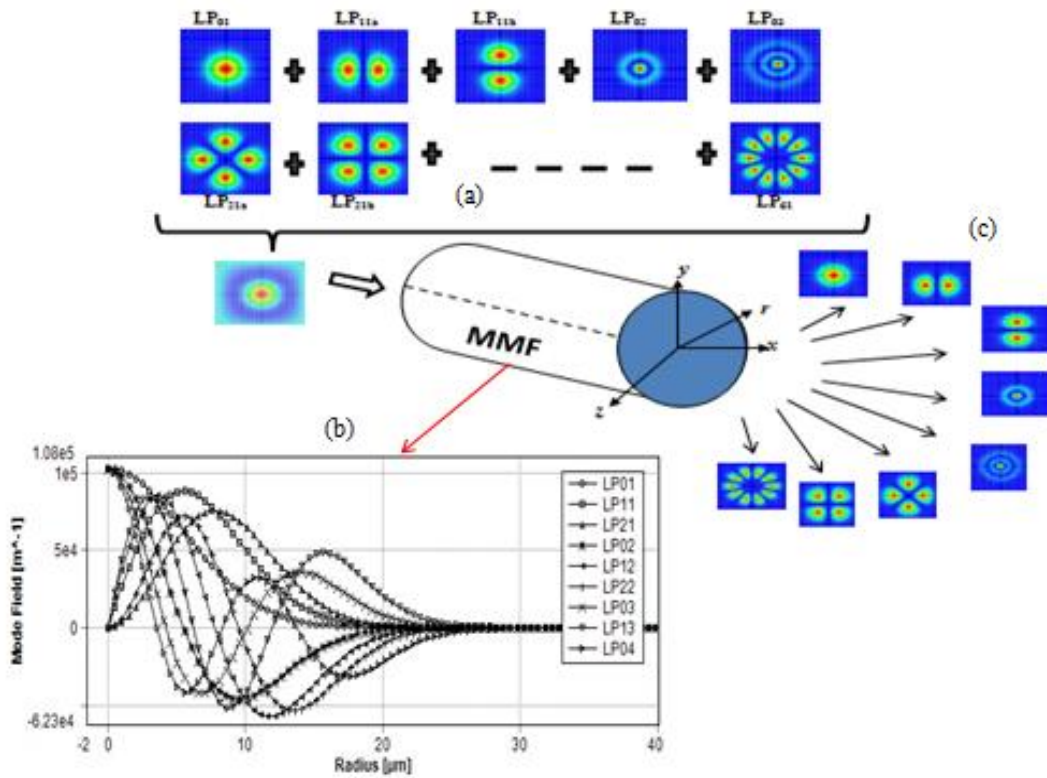 LP01 LP11a LP11b LP02 LP03
LP21a LP21b (a) LP61
(c)
MMF
y
r
x
z
(b)
1.08e5
1e5
5e4
0
-6.23e4
Mode Field [m^-1]
-2 0 10 20 30 40
Radius [µm]
LP01
LP11
LP21
LP02
LP12
LP22
LP03
LP13
LP04